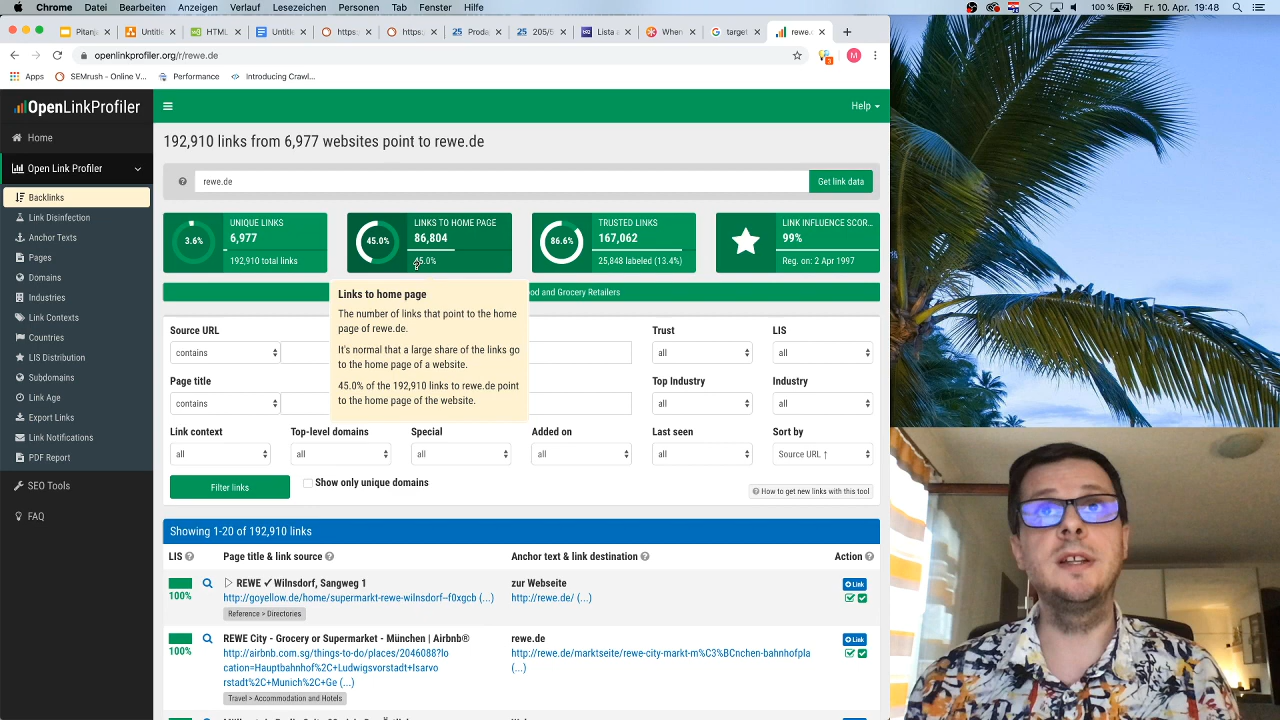 Chrome Datei Bearbeiten Anzeigen Verlauf Lesezeichen Personen Tab Fenster Hilfe
Fr. 10. Apr. 19:48
Pitanj
Untitl
HTML
Untitl
https:
https:
Proda
205/5
Lista
Wher
target
rewe.
openlinkprofiler.org/r/rewe.de
M
Apps SEMrush - Online V... Performance Introducing Crawl...
OpenLinkProfiler
Help
Home
Open Link Profiler
Backlinks
Link Disinfection
Anchor Texts
Pages
Domains
Industries
Link Contexts
Countries
LIS Distribution
Subdomains
Link Age
Export Links
Link Notifications
PDF Report
SEO Tools
FAQ
192,910 links from 6,977 websites point to rewe.de
rewe.de
Get link data
3.6%
UNIQUE LINKS
6,977
192,910 total links
45.0%
LINKS TO HOME PAGE
86,804
86.6%
TRUSTED LINKS
167,062
25,848 labeled (13.4%)
LINK INFLUENCE SCOR...
99%
Reg. on: 2 Apr 1997
and Grocery Retailers
Links to home page
The number of links that point to the home
page of rewe.de.
It's normal that a large share of the links go
to the home page of a website.
45.0% of the 192,910 links to rewe.de point
to the home page of the website.
Source URL
Trust
LIS
contains
all
all
Page title
Top Industry
Industry
contains
all
all
Link context
Top-level domains
Special
Added on
Last seen
Sort by
all
all
all
all
all
Source URL ↑
Filter links
Show only unique domains
How to get new links with this tool
Showing 1-20 of 192,910 links
LIS
Page title & link source
Anchor text & link destination
Action
100%
REWE ✓ Wilnsdorf, Sangweg 1
http://goyellow.de/home/supermarkt-rewe-wilnsdorf--f0xgcb (...)
Reference > Directories
zur Webseite
http://rewe.de/ (...)
Link
100%
REWE City - Grocery or Supermarket - München | Airbnb®
http://airbnb.com.sg/things-to-do/places/2046088?lo
cation=Hauptbahnhof%2C+Ludwigsvorstadt+Isarvo
rstadt%2C+Munich%2C+Ge (...)
Travel > Accommodation and Hotels
rewe.de
http://rewe.de/marktseite/rewe-city-markt-m%C3%BCnchen-bahnhofpla
(...)
Link